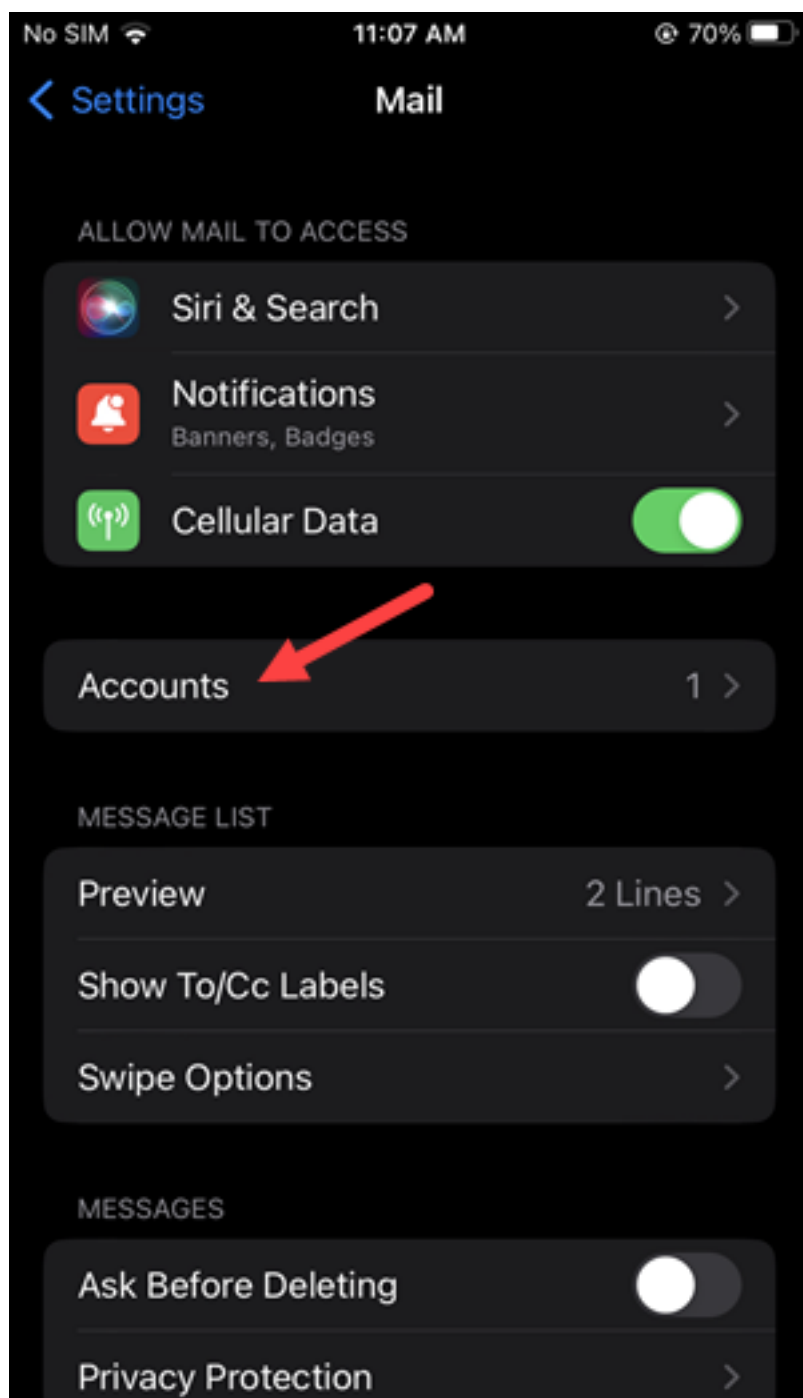 No SIM 11:07 AM 70%
Settings Mail
ALLOW MAIL TO ACCESS
Siri & Search
Notifications
Banners, Badges
Cellular Data
Accounts 1
MESSAGE LIST
Preview 2 Lines
Show To/Cc Labels
Swipe Options
MESSAGES
Ask Before Deleting
Privacy Protection